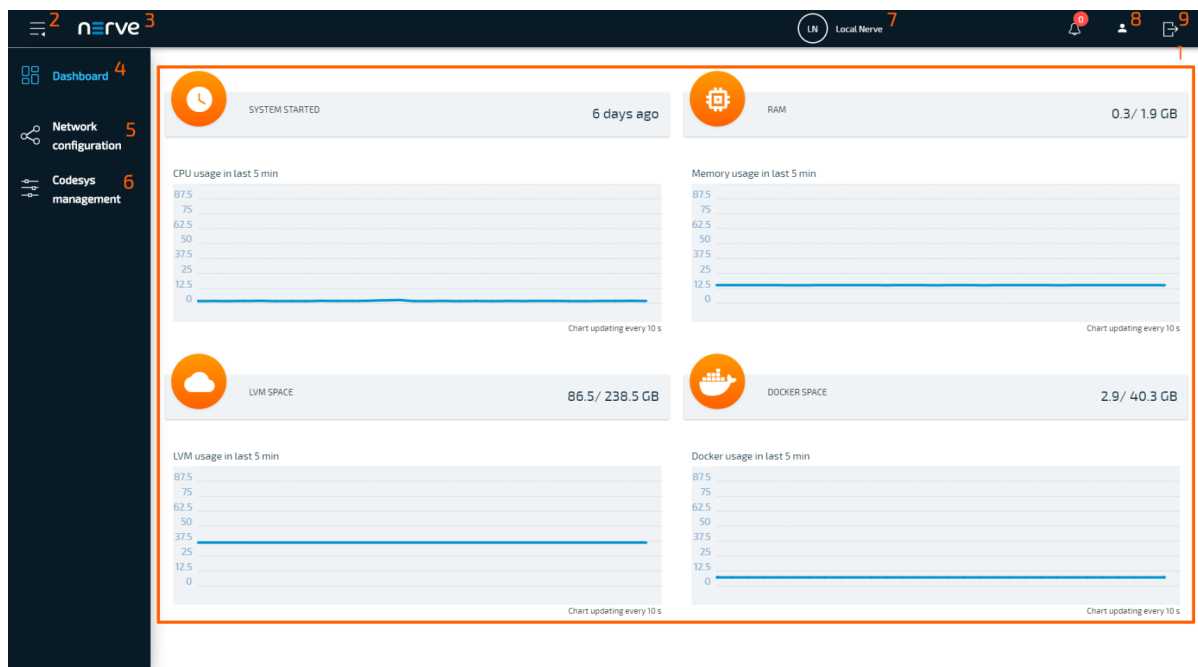 2 nerve 3 LN Local Nerve 7 0 8 9
1
Dashboard 4
Network
configuration 5
Codesys
management 6
SYSTEM STARTED 6 days ago
RAM 0.3/ 1.9 GB
CPU usage in last 5 min
87.5
75
62.5
50
37.5
25
12.5
0
Chart updating every 10 s
Memory usage in last 5 min
87.5
75
62.5
50
37.5
25
12.5
0
Chart updating every 10 s
LVM SPACE 86.5/ 238.5 GB
DOCKER SPACE 2.9/ 40.3 GB
LVM usage in last 5 min
87.5
75
62.5
50
37.5
25
12.5
0
Chart updating every 10 s
Docker usage in last 5 min
87.5
75
62.5
50
37.5
25
12.5
0
Chart updating every 10 s